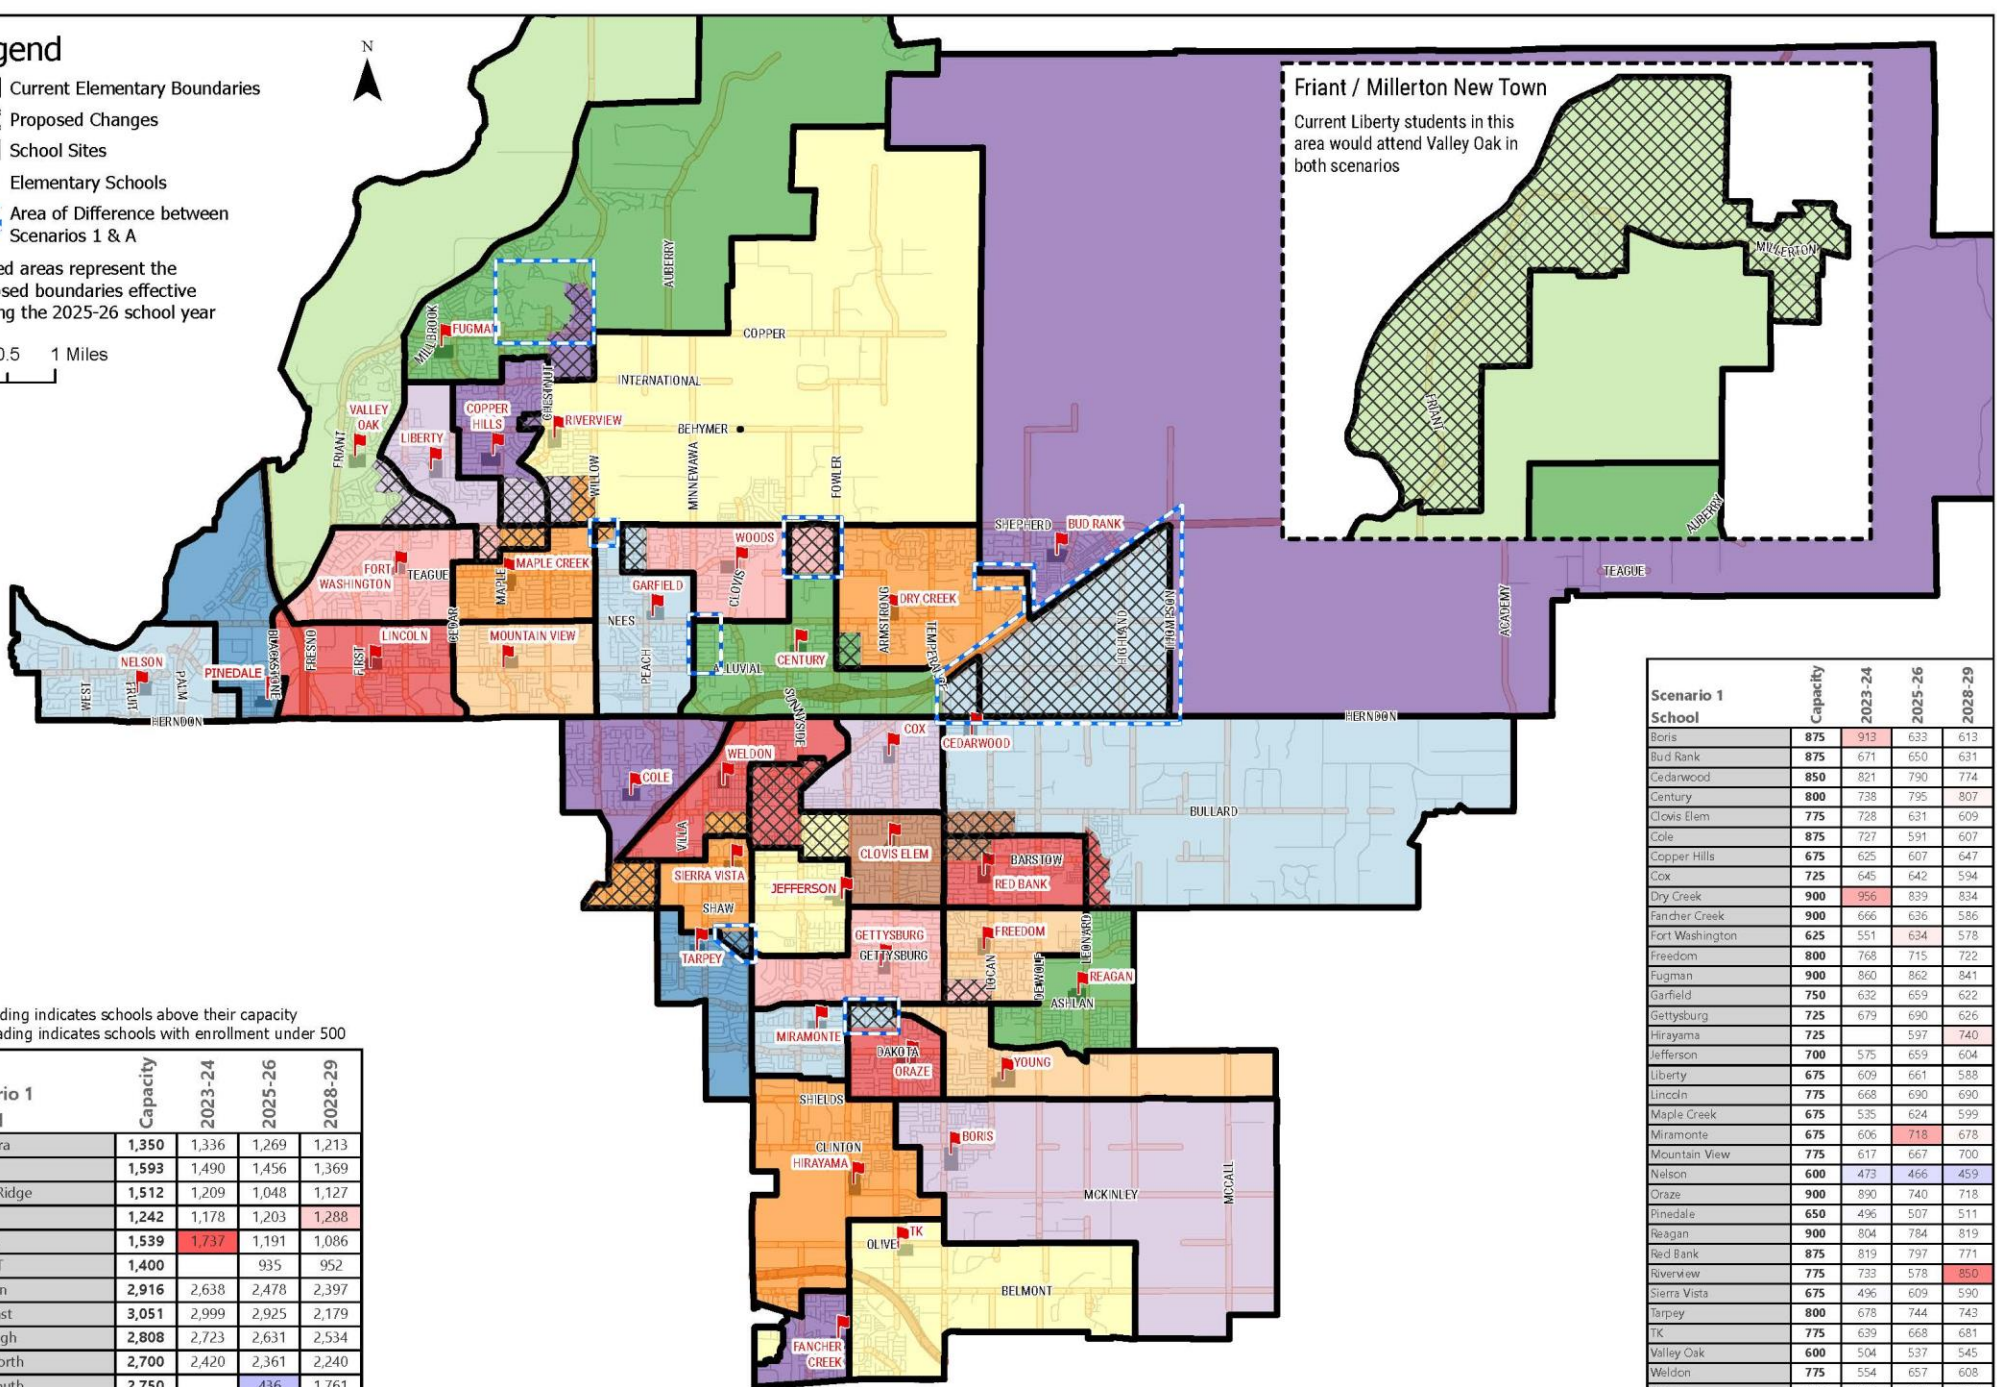 gend
Current Elementary Boundaries
Proposed Changes
School Sites
Elementary Schools
Area of Difference between
Scenarios 1 & A
ed areas represent the
sed boundaries effective
ng the 2025-26 school year
0.5 1 Miles
N
Friant / Millerton New Town
Current Liberty students in this
area would attend Valley Oak in
both scenarios
MILLERTON
FRIANT
AUBERRY
AUBERRY
COPPER
MILLBROOK
FUGMAN
INTERNATIONAL
CHESTNUT
VALLEY
OAK
COPPER
HILLS
RIVERVIEW
BEHYMER
LIBERTY
FRIANT
WILLOW
MINNEWAWA
FOWLER
SHEPHERD
BUD RANK
WOODS
FORT
WASHINGTON
TEAGUE
MAPLE CREEK
MAPLE
GARFIELD
CLOVIS
DRY CREEK
ARMSTRONG
TEAGUE
ACADEMY
NEES
HIGHLAND
THOMPSON
TEMPERANCE
LINCOLN
MOUNTAIN VIEW
CEDAR
FRESNO
FIRST
BLACKSTONE
NELSON
PINEDALE
WEST
FRUIT
PALM
HERNDON
PEACH
ALLUVIAL
CENTURY
SUNNYSIDE
HERNDON
COX
CEDARWOOD
WELDON
COLE
BULLARD
VILLA
CLOVIS ELEM
BARSTOW
RED BANK
SIERRA VISTA
JEFFERSON
SHAW
TARPEY
GETTYSBURG
GETTYSBURG
FREEDOM
LOCAN
DE WOLF
LEONARD
REAGAN
ASHLAN
MIRAMONTE
DAKOTA
ORAZE
YOUNG
SHIELDS
CLINTON
HIRAYAMA
BORIS
MCKINLEY
MCCALL
TK
OLIVE
BELMONT
FANCHER
CREEK
ding indicates schools above their capacity
ading indicates schools with enrollment under 500
rio 1 Capacity 2023-24 2025-26 2028-29
ra 1,350 1,336 1,269 1,213
1,593 1,490 1,456 1,369
Ridge 1,512 1,209 1,048 1,127
1,242 1,178 1,203 1,288
1,539 1,737 1,191 1,086
T 1,400 935 952
n 2,916 2,638 2,478 2,397
st 3,051 2,999 2,925 2,179
gh 2,808 2,723 2,631 2,534
orth 2,700 2,420 2,361 2,240
uth 2,750 436 1,761
Scenario 1
School Capacity 2023-24 2025-26 2028-29
Boris 875 913 633 613
Bud Rank 875 671 650 631
Cedarwood 850 821 790 774
Century 800 738 795 807
Clovis Elem 775 728 631 609
Cole 875 727 591 607
Copper Hills 675 625 607 647
Cox 725 645 642 594
Dry Creek 900 956 839 834
Fancher Creek 900 666 636 586
Fort Washington 625 551 634 578
Freedom 800 768 715 722
Fugman 900 860 862 841
Garfield 750 632 659 622
Gettysburg 725 679 690 626
Hirayama 725 597 740
Jefferson 700 575 659 604
Liberty 675 609 661 588
Lincoln 775 668 690 690
Maple Creek 675 535 624 599
Miramonte 675 606 718 678
Mountain View 775 617 667 700
Nelson 600 473 466 459
Oraze 900 890 740 718
Pinedale 650 496 507 511
Reagan 900 804 784 819
Red Bank 875 819 797 771
Riverview 775 733 578 850
Sierra Vista 675 496 609 590
Tarpey 800 678 744 743
TK 775 639 668 681
Valley Oak 600 504 537 545
Weldon 775 554 657 608